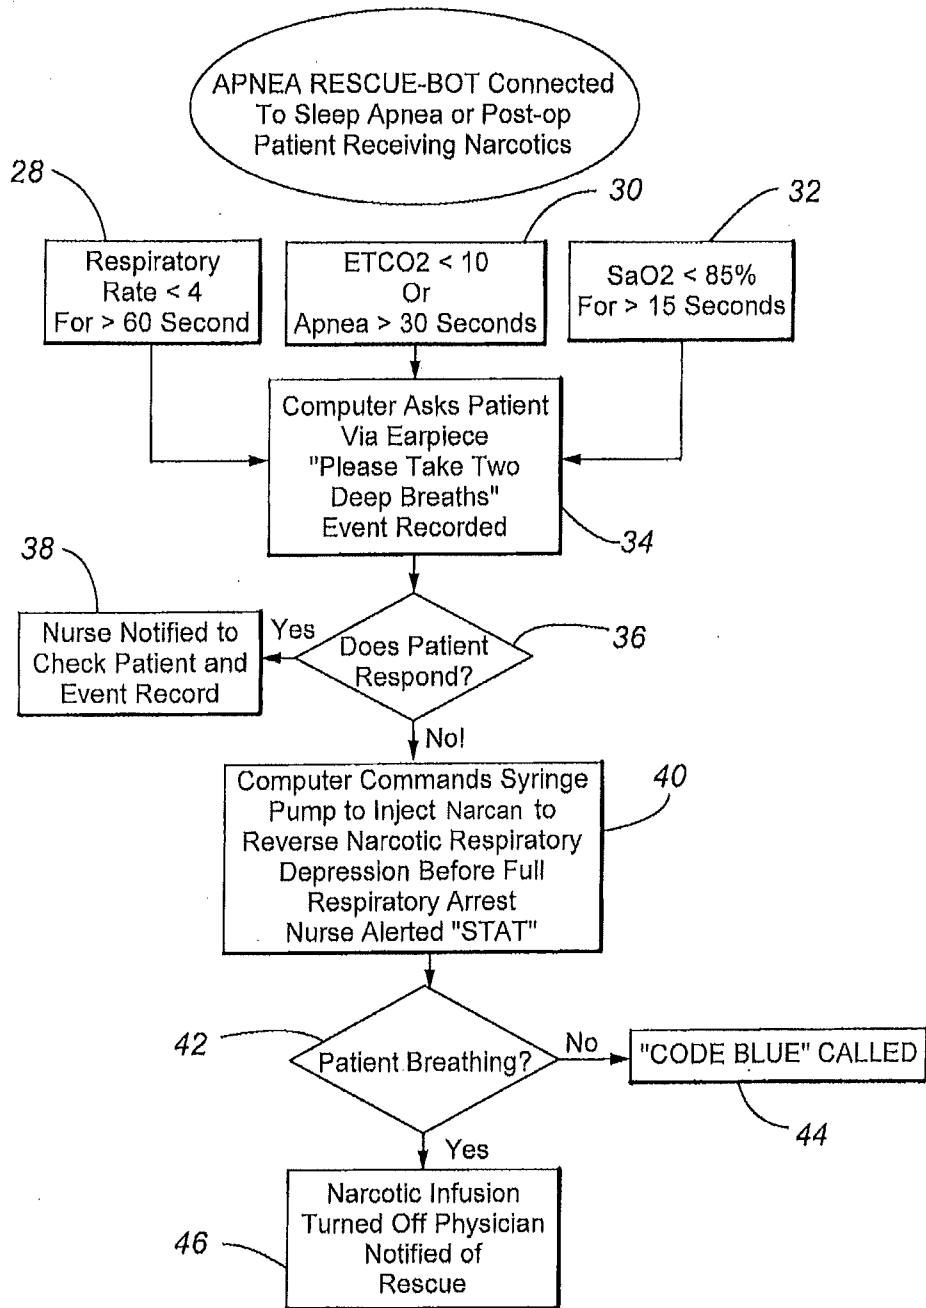 APNEA RESCUE-BOT Connected
To Sleep Apnea or Post-op
Patient Receiving Narcotics
28
30
32
Respiratory
Rate < 4
For > 60 Second
ETCO2 < 10
Or
Apnea > 30 Seconds
SaO2 < 85%
For > 15 Seconds
Computer Asks Patient
Via Earpiece
"Please Take Two
Deep Breaths"
Event Recorded
34
38
Nurse Notified to
Check Patient and
Event Record
Yes
Does Patient
Respond?
36
No!
Computer Commands Syringe
Pump to Inject Narcan to
Reverse Narcotic Respiratory
Depression Before Full
Respiratory Arrest
Nurse Alerted "STAT"
40
42
Patient Breathing?
No
"CODE BLUE" CALLED
44
Yes
Narcotic Infusion
Turned Off Physician
Notified of
Rescue
46